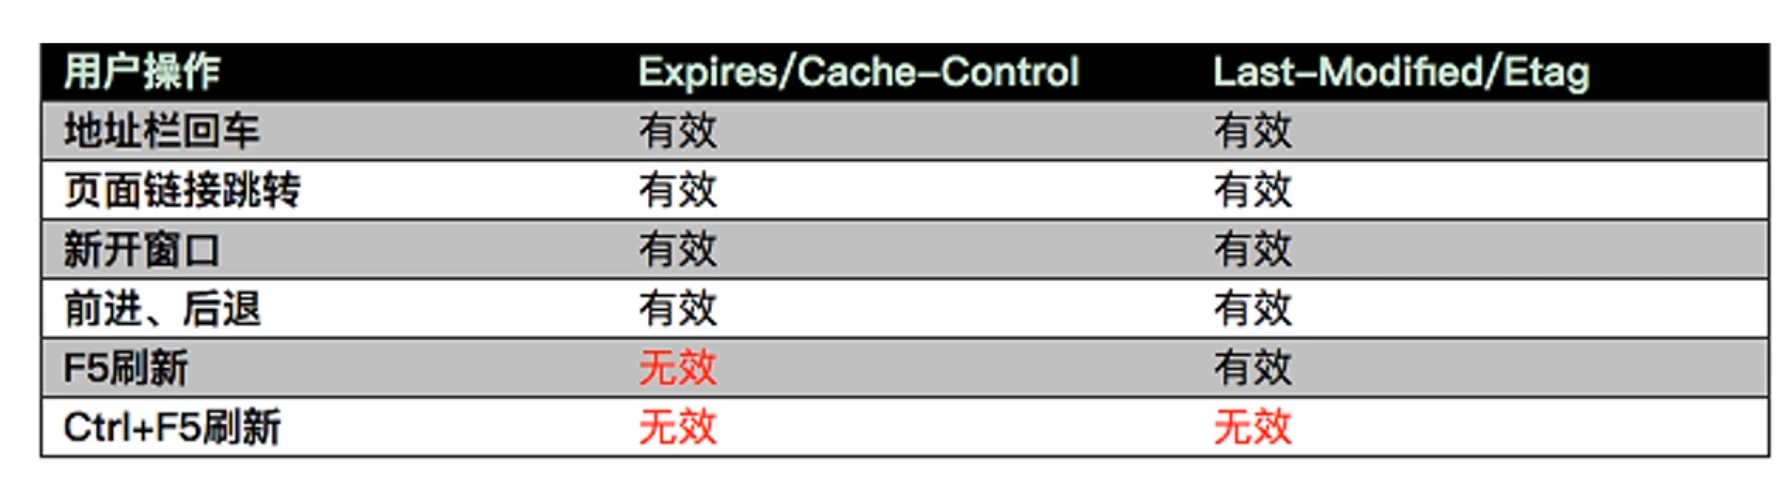 用户操作 Expires/Cache-Control Last-Modified/Etag
地址栏回车 有效 有效
页面链接跳转 有效 有效
新开窗口 有效 有效
前进、后退 有效 有效
F5刷新 无效 有效
Ctrl+F5刷新 无效 无效